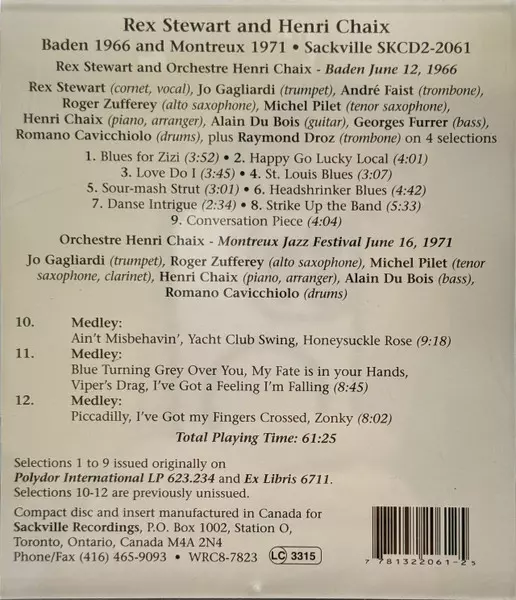 Rex Stewart and Henri Chaix
Baden 1966 and Montreux 1971 • Sackville SKCD2-2061
Rex Stewart and Orchestre Henri Chaix - Baden June 12, 1966
Rex Stewart (cornet, vocal), Jo Gagliardi (trumpet), André Faist (trombone),
Roger Zufferey (alto saxophone), Michel Pilet (tenor saxophone),
Henri Chaix (piano, arranger), Alain Du Bois (guitar), Georges Furrer (bass),
Romano Cavicchiolo (drums), plus Raymond Droz (trombone) on 4 selections
1. Blues for Zizi (3:52) • 2. Happy Go Lucky Local (4:01)
3. Love Do I (3:45) • 4. St. Louis Blues (3:07)
5. Sour-mash Strut (3:01) • 6. Headshrinker Blues (4:42)
7. Danse Intrigue (2:34) • 8. Strike Up the Band (5:33)
9. Conversation Piece (4:04)
Orchestre Henri Chaix - Montreux Jazz Festival June 16, 1971
Jo Gagliardi (trumpet), Roger Zufferey (alto saxophone), Michel Pilet (tenor
saxophone, clarinet), Henri Chaix (piano, arranger), Alain Du Bois (bass),
Romano Cavicchiolo (drums)
10. Medley:
Ain't Misbehavin', Yacht Club Swing, Honeysuckle Rose (9:18)
11. Medley:
Blue Turning Grey Over You, My Fate is in your Hands,
Viper's Drag, I've Got a Feeling I'm Falling (8:45)
12. Medley:
Piccadilly, I've Got my Fingers Crossed, Zonky (8:02)
Total Playing Time: 61:25
Selections 1 to 9 issued originally on
Polydor International LP 623.234 and Ex Libris 6711.
Selections 10-12 are previously unissued.
Compact disc and insert manufactured in Canada for
Sackville Recordings, P.O. Box 1002, Station O,
Toronto, Ontario, Canada M4A 2N4
Phone/Fax (416) 465-9093 • WRC8-7823 LC 3315
7 81322 2061-2 5